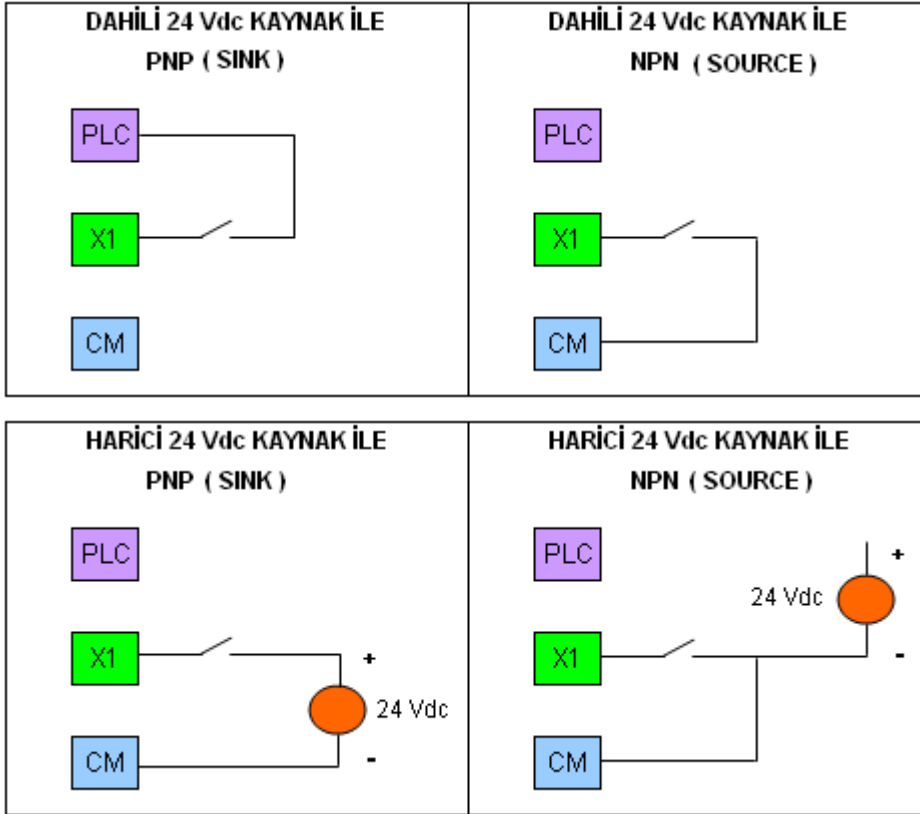 DAHİLİ 24 Vdc KAYNAK İLE
PNP ( SINK )
PLC
X1
CM
DAHİLİ 24 Vdc KAYNAK İLE
NPN ( SOURCE )
PLC
X1
CM
HARİCİ 24 Vdc KAYNAK İLE
PNP ( SINK )
PLC
X1
+
24 Vdc
CM
-
HARİCİ 24 Vdc KAYNAK İLE
NPN ( SOURCE )
PLC
+
24 Vdc
X1
-
CM